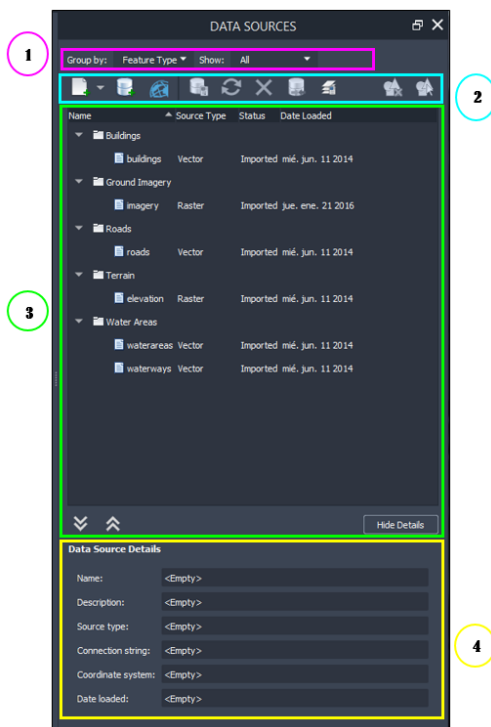 DATA SOURCES
1
Group by: Feature Type Show: All
2
Name Source Type Status Date Loaded
Buildings
buildings Vector Imported mié. jun. 11 2014
Ground Imagery
imagery Raster Imported jue. ene. 21 2016
Roads
roads Vector Imported mié. jun. 11 2014
Terrain
3
elevation Raster Imported mié. jun. 11 2014
Water Areas
waterareas Vector Imported mié. jun. 11 2014
waterways Vector Imported mié. jun. 11 2014
Hide Details
Data Source Details
Name: <Empty>
Description: <Empty>
Source type: <Empty>
4
Connection string: <Empty>
Coordinate system: <Empty>
Date loaded: <Empty>